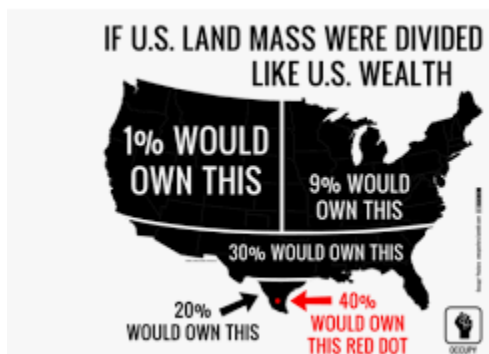 IF U.S. LAND MASS WERE DIVIDED
LIKE U.S. WEALTH
1% WOULD
OWN THIS
9% WOULD
OWN THIS
30% WOULD OWN THIS
20%
WOULD OWN THIS
40%
WOULD OWN
THIS RED DOT
OCCUPY